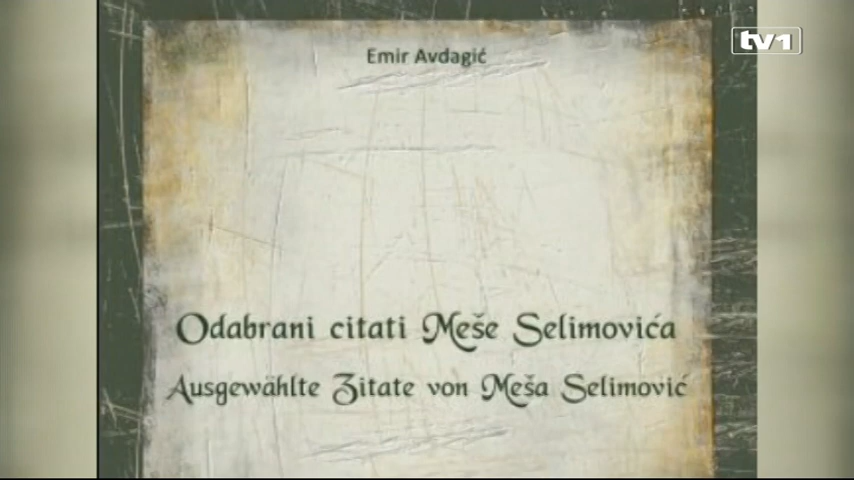 tv1
Emir Avdagić
Odabrani citati Meše Selimovića
Ausgewählte Zitate von Meša Selimović